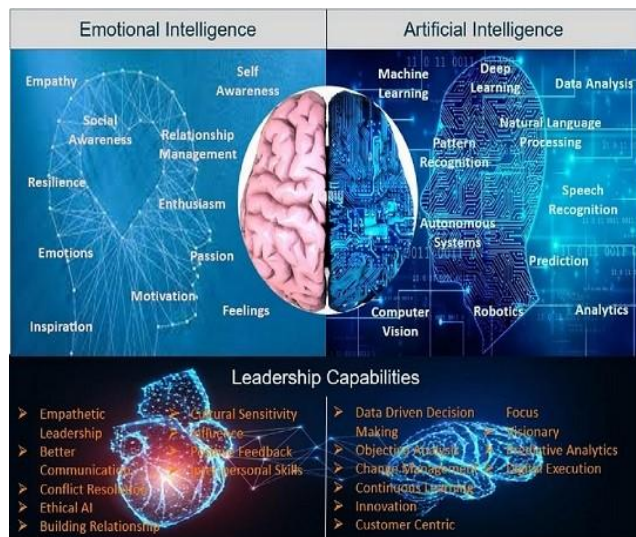 Emotional Intelligence
Artificial Intelligence
Empathy
Self
Awareness
Social
Awareness
Relationship
Management
Resilience
Enthusiasm
Emotions
Passion
Motivation
Feelings
Inspiration
Machine
Learning
Deep
Learning
Data Analysis
Natural Language
Processing
Pattern
Recognition
Speech
Recognition
Autonomous
Systems
Prediction
Computer
Vision
Robotics
Analytics
Leadership Capabilities
Empathetic
Leadership
Better
Communication
Conflict Resolution
Ethical AI
Building Relationship
Cultural Sensitivity
Influence
Positive Feedback
Interpersonal Skills
Data Driven Decision
Making
Objective Analysis
Change Management
Continuous Learning
Innovation
Customer Centric
Focus
Visionary
Predictive Analytics
Digital Execution